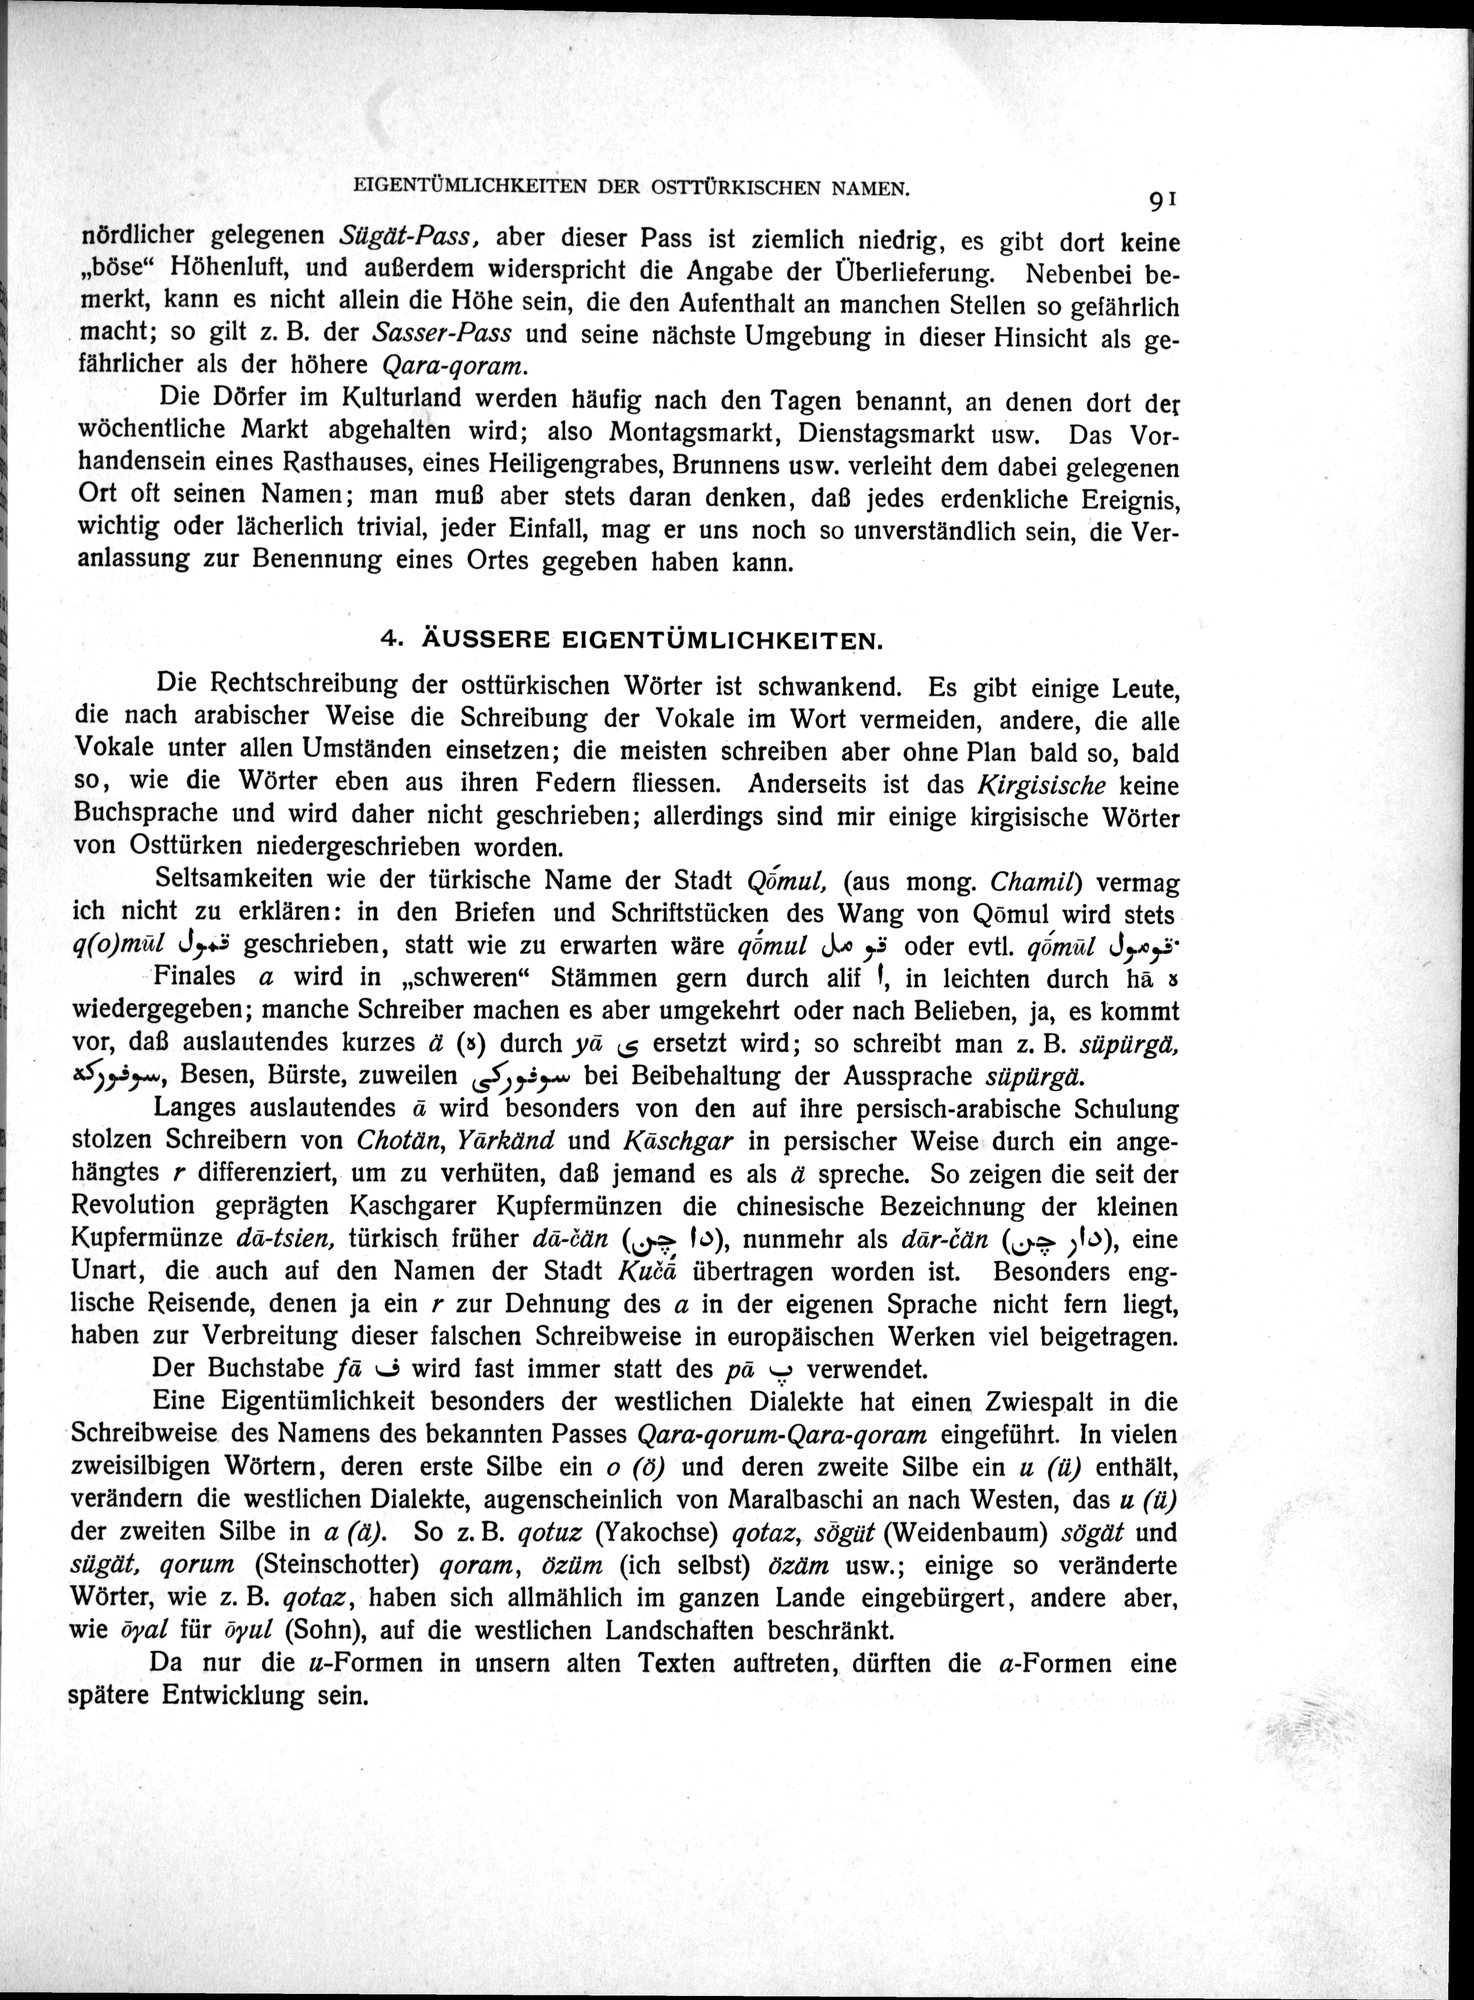 EIGENTÜMLICHKEITEN DER OSTTÜRKISCHEN NAMEN.
91
nördlicher gelegenen Sügät-Pass, aber dieser Pass ist ziemlich niedrig, es gibt dort keine
„böse“ Höhenluft, und außerdem widerspricht die Angabe der Überlieferung. Nebenbei be-
merkt, kann es nicht allein die Höhe sein, die den Aufenthalt an manchen Stellen so gefährlich
macht; so gilt z. B. der Sasser-Pass und seine nächste Umgebung in dieser Hinsicht als ge-
fährlicher als der höhere Qara-qoram.
Die Dörfer im Kulturland werden häufig nach den Tagen benannt, an denen dort der
wöchentliche Markt abgehalten wird; also Montagsmarkt, Dienstagsmarkt usw. Das Vor-
handensein eines Rasthauses, eines Heiligengrabes, Brunnens usw. verleiht dem dabei gelegenen
Ort oft seinen Namen; man muß aber stets daran denken, daß jedes erdenkliche Ereignis,
wichtig oder lächerlich trivial, jeder Einfall, mag er uns noch so unverständlich sein, die Ver-
anlassung zur Benennung eines Ortes gegeben haben kann.
4. ÄUSSERE EIGENTÜMLICHKEITEN.
Die Rechtschreibung der osttürkischen Wörter ist schwankend. Es gibt einige Leute,
die nach arabischer Weise die Schreibung der Vokale im Wort vermeiden, andere, die alle
Vokale unter allen Umständen einsetzen; die meisten schreiben aber ohne Plan bald so, bald
so, wie die Wörter eben aus ihren Federn fliessen. Anderseits ist das Kirgisische keine
Buchsprache und wird daher nicht geschrieben; allerdings sind mir einige kirgisische Wörter
von Osttürken niedergeschrieben worden.
Seltsamkeiten wie der türkische Name der Stadt Qṓmul, (aus mong. Chamil) vermag
ich nicht zu erklären: in den Briefen und Schriftstücken des Wang von Qōmul wird stets
q(o)mūl قمول geschrieben, statt wie zu erwarten wäre qṓmul قو مل oder evtl. qṓmūl قومول.
Finales a wird in „schweren“ Stämmen gern durch alif ا, in leichten durch hā ه
wiedergegeben; manche Schreiber machen es aber umgekehrt oder nach Belieben, ja, es kommt
vor, daß auslautendes kurzes ä (ه) durch yā ى ersetzt wird; so schreibt man z. B. süpürgä,
سوفوركه, Besen, Bürste, zuweilen سوفوركى bei Beibehaltung der Aussprache süpürgä.
Langes auslautendes ā wird besonders von den auf ihre persisch-arabische Schulung
stolzen Schreibern von Chotän, Yārkänd und Kāschgar in persischer Weise durch ein ange-
hängtes r differenziert, um zu verhüten, daß jemand es als ä spreche. So zeigen die seit der
Revolution geprägten Kaschgarer Kupfermünzen die chinesische Bezeichnung der kleinen
Kupfermünze dā-tsien, türkisch früher dā-čän (دا چن), nunmehr als dār-čän (دار چن), eine
Unart, die auch auf den Namen der Stadt Kučā́ übertragen worden ist. Besonders eng-
lische Reisende, denen ja ein r zur Dehnung des a in der eigenen Sprache nicht fern liegt,
haben zur Verbreitung dieser falschen Schreibweise in europäischen Werken viel beigetragen.
Der Buchstabe fā ف wird fast immer statt des pā پ verwendet.
Eine Eigentümlichkeit besonders der westlichen Dialekte hat einen Zwiespalt in die
Schreibweise des Namens des bekannten Passes Qara-qorum-Qara-qoram eingeführt. In vielen
zweisilbigen Wörtern, deren erste Silbe ein o (ö) und deren zweite Silbe ein u (ü) enthält,
verändern die westlichen Dialekte, augenscheinlich von Maralbaschi an nach Westen, das u (ü)
der zweiten Silbe in a (ä). So z. B. qotuz (Yakochse) qotaz, sögüt (Weidenbaum) sögät und
sügät, qorum (Steinschotter) qoram, özüm (ich selbst) özäm usw.; einige so veränderte
Wörter, wie z. B. qotaz, haben sich allmählich im ganzen Lande eingebürgert, andere aber,
wie ōγal für ōγul (Sohn), auf die westlichen Landschaften beschränkt.
Da nur die u-Formen in unsern alten Texten auftreten, dürften die a-Formen eine
spätere Entwicklung sein.